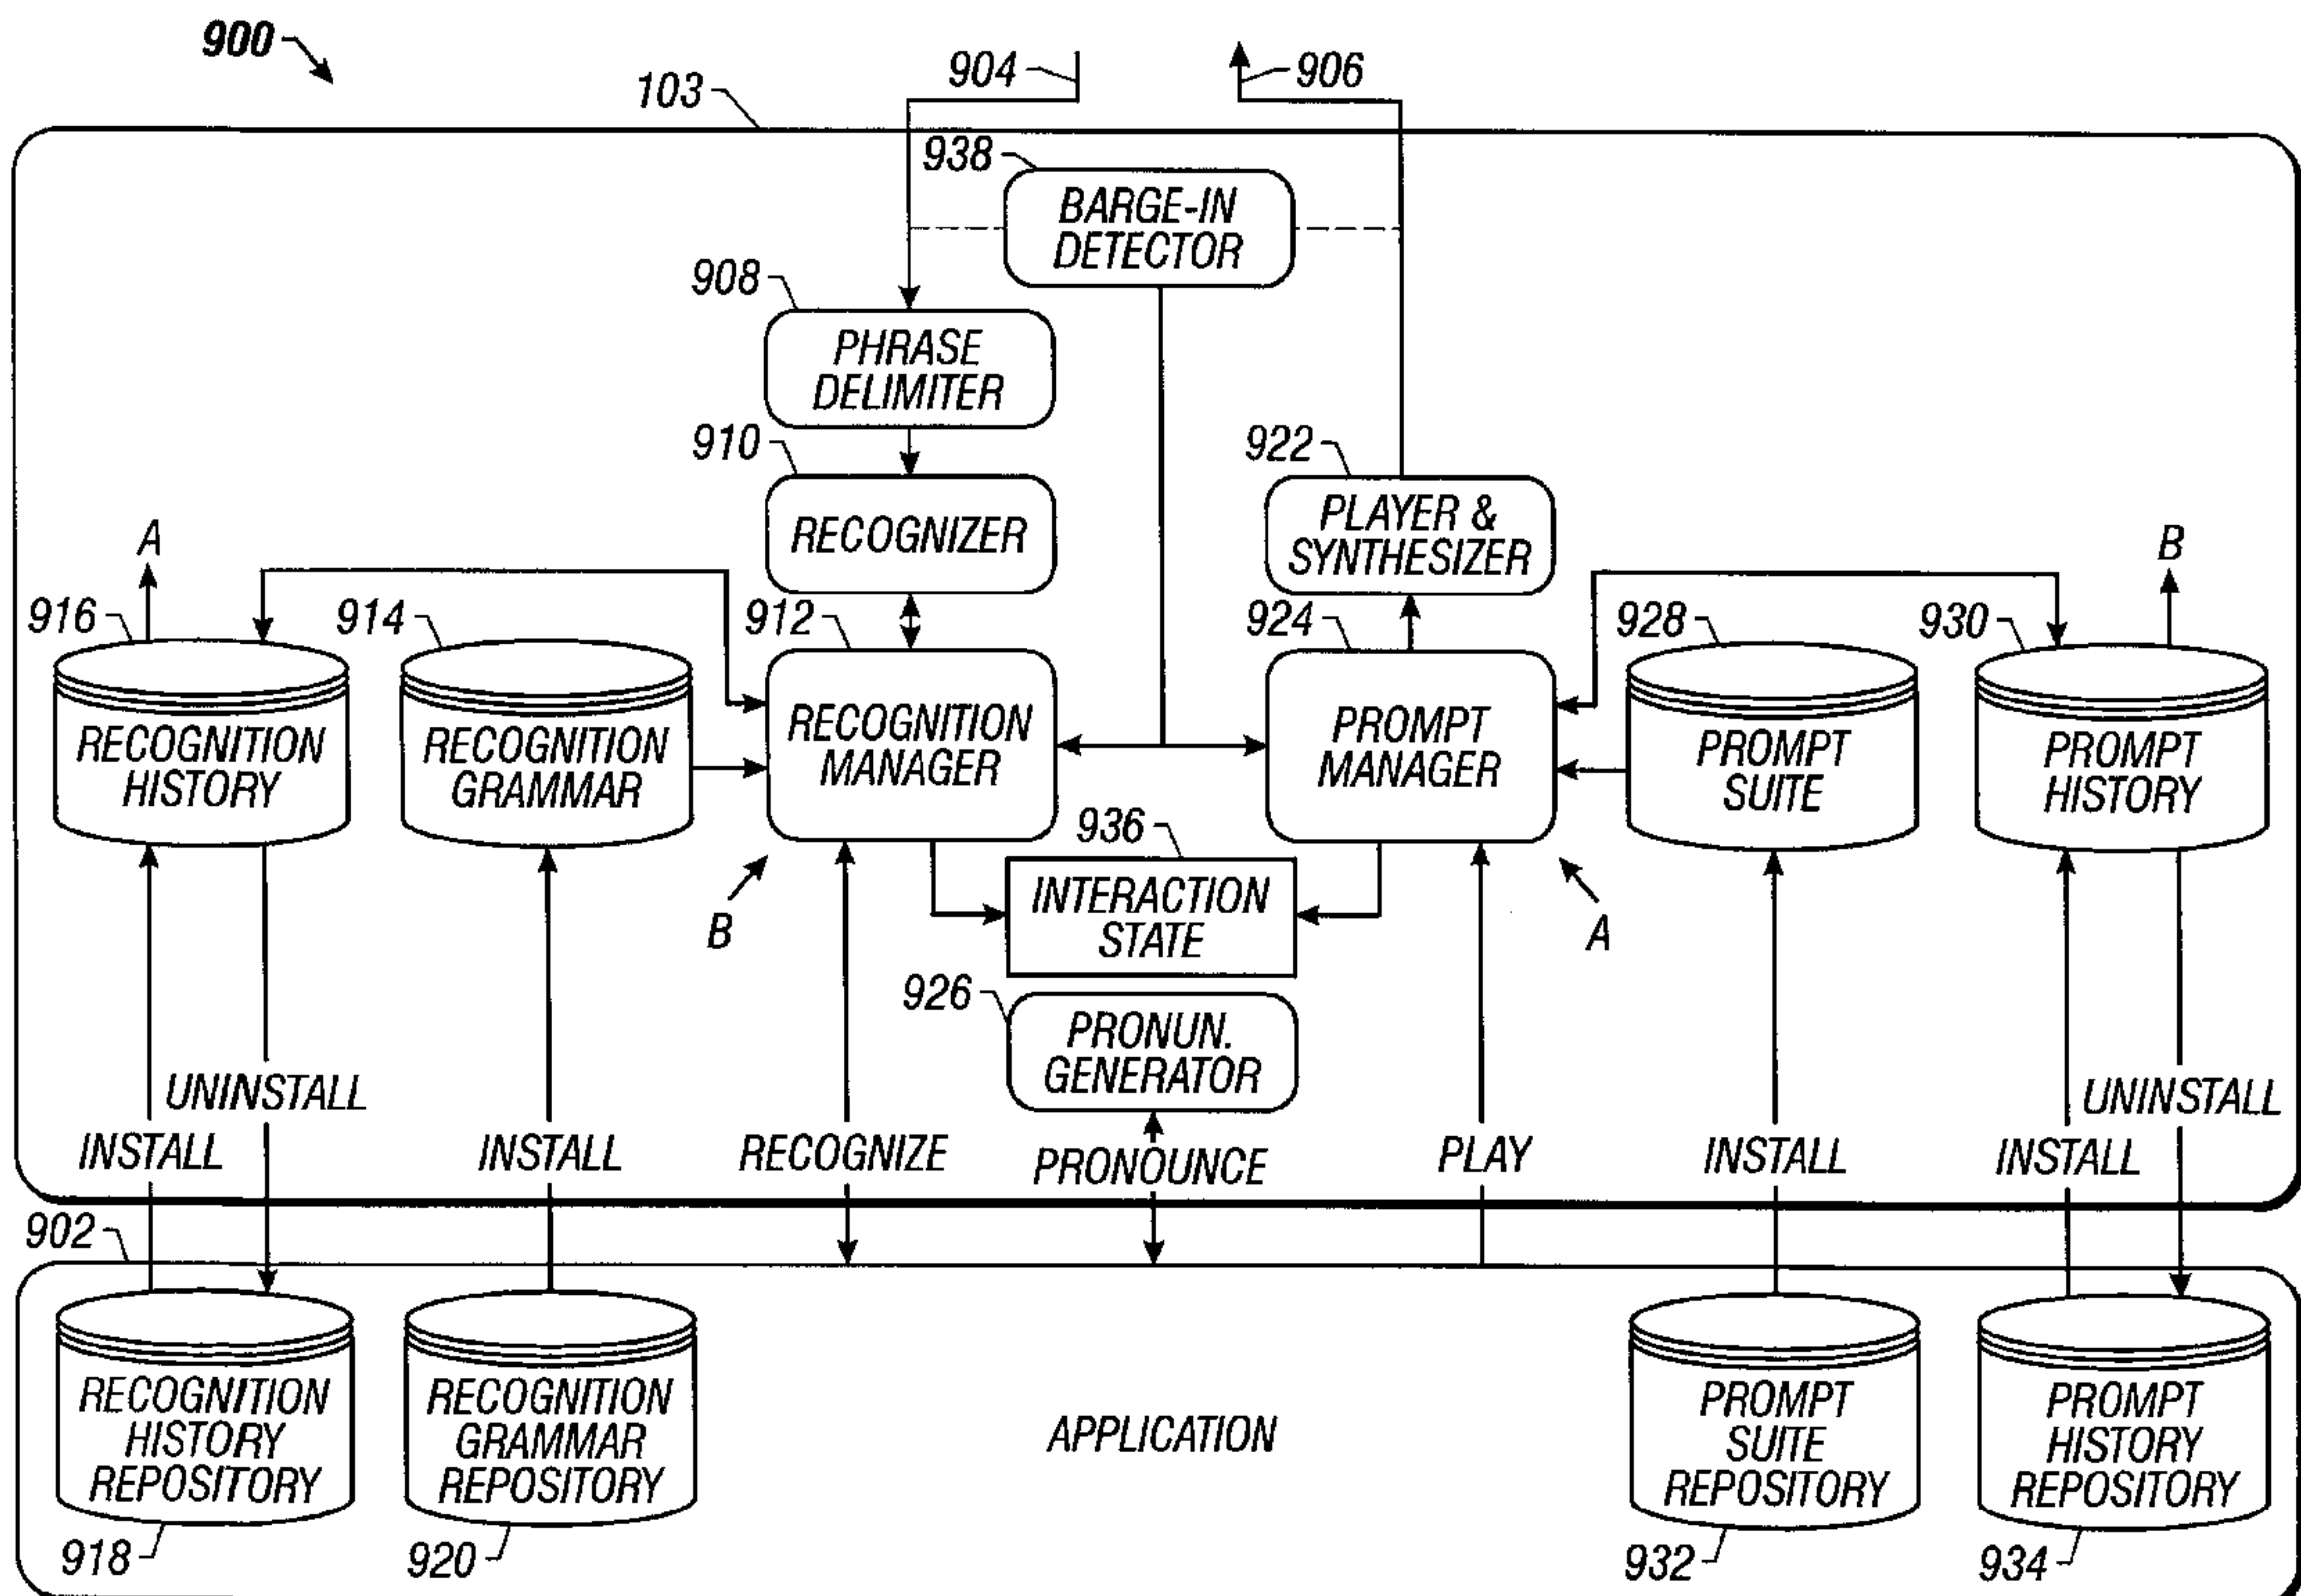 900
904
906
103
938
BARGE-IN
DETECTOR
908
PHRASE
DELIMITER
910
RECOGNIZER
922
PLAYER &
SYNTHESIZER
A
B
916
914
912
924
928
930
RECOGNITION
HISTORY
RECOGNITION
GRAMMAR
RECOGNITION
MANAGER
PROMPT
MANAGER
PROMPT
SUITE
PROMPT
HISTORY
936
INTERACTION
STATE
B
A
926
PRONUN.
GENERATOR
UNINSTALL
UNINSTALL
INSTALL
INSTALL
RECOGNIZE
PRONOUNCE
PLAY
INSTALL
INSTALL
902
RECOGNITION
HISTORY
REPOSITORY
RECOGNITION
GRAMMAR
REPOSITORY
APPLICATION
PROMPT
SUITE
REPOSITORY
PROMPT
HISTORY
REPOSITORY
918
920
932
934